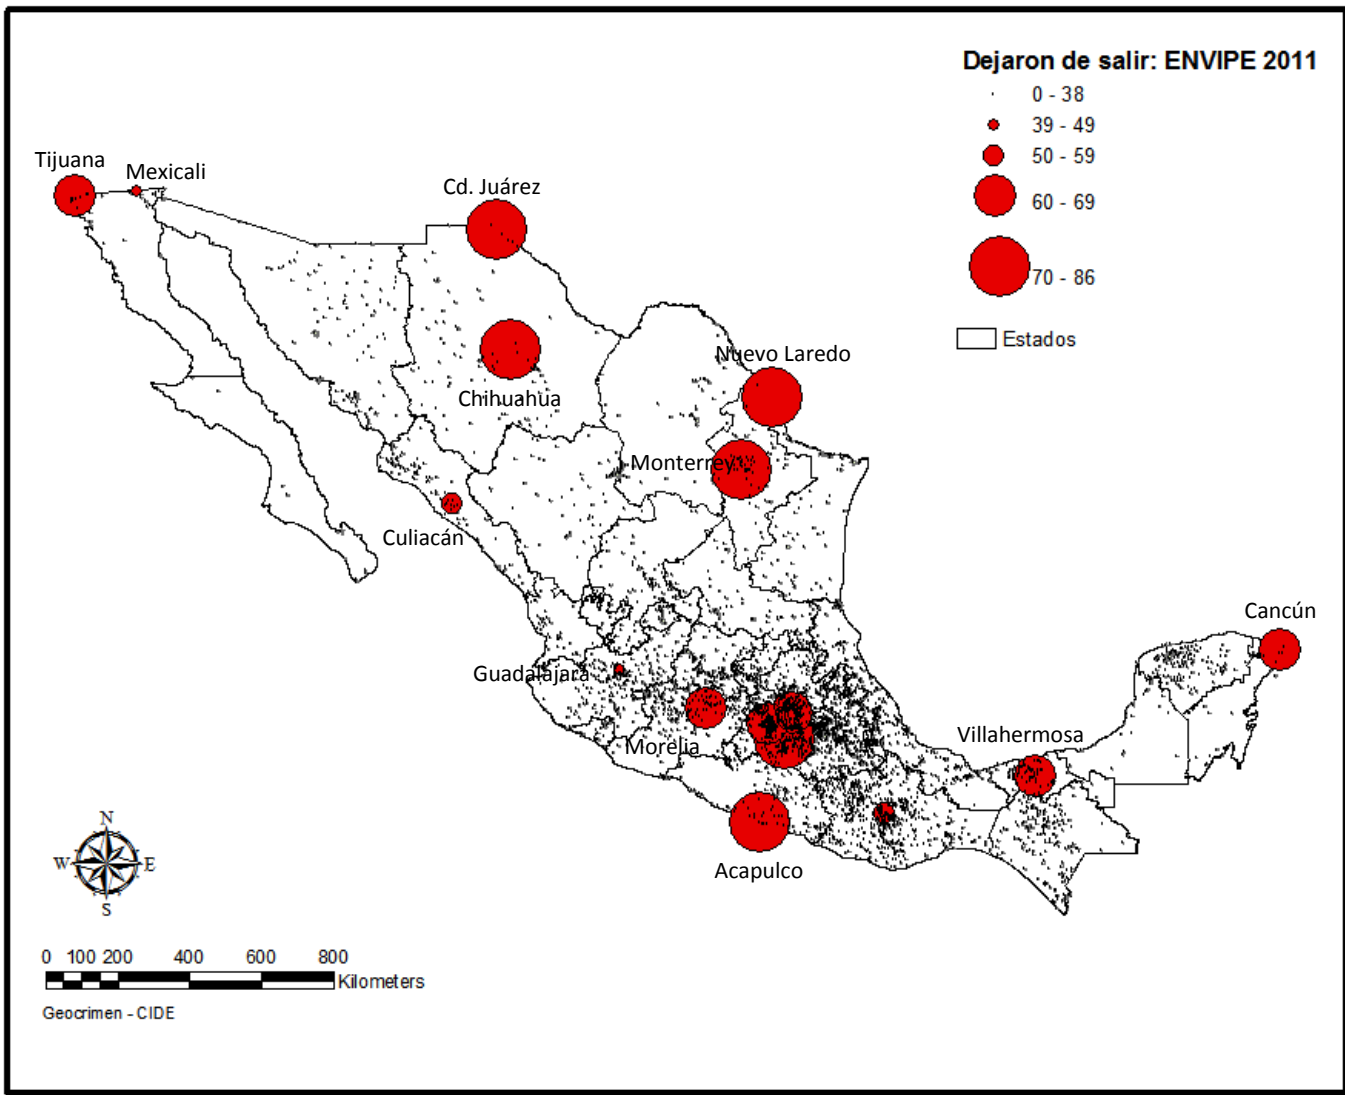 Dejaron de salir: ENVIPE 2011
0 - 38
39 - 49
50 - 59
60 - 69
70 - 86
Estados
Tijuana
Mexicali
Cd. Juárez
Nuevo Laredo
Chihuahua
Monterrey
Culiacán
Cancún
Guadalajara
Villahermosa
Morelia
Acapulco
N
W E
S
0 100 200 400 600 800
Kilometers
Geocrimen - CIDE